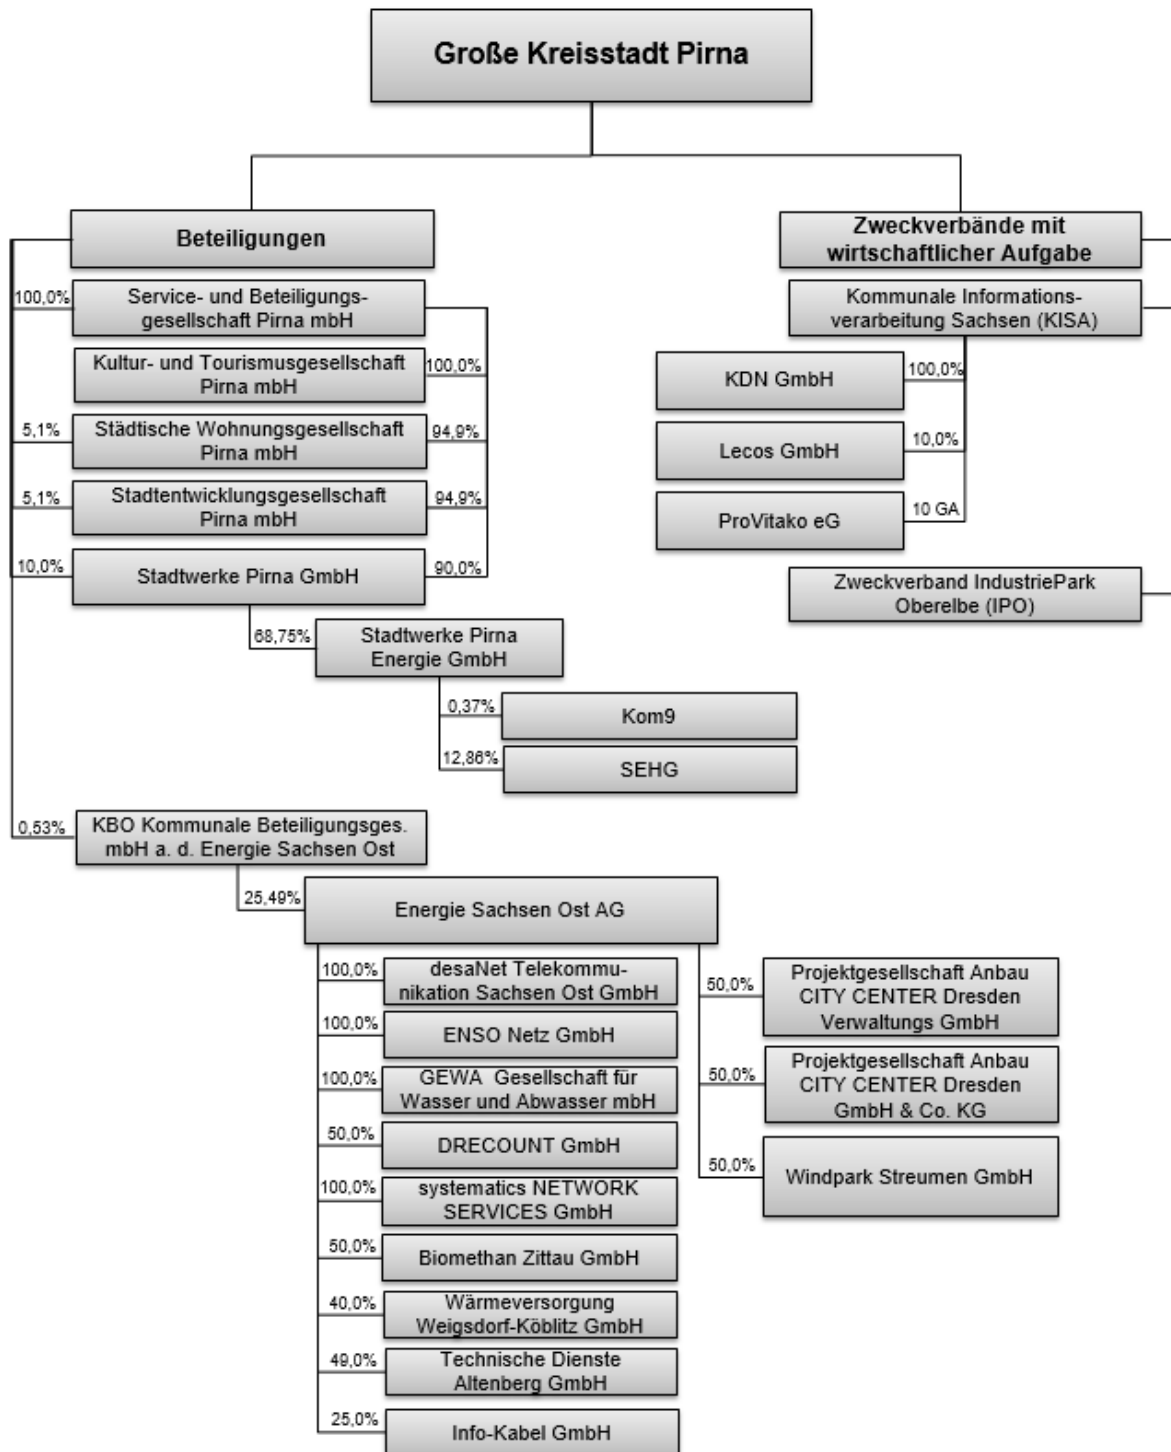 Große Kreisstadt Pirna
Beteiligungen
100,0%
Service- und Beteiligungs-
gesellschaft Pirna mbH
Kultur- und Tourismusgesellschaft
Pirna mbH
100,0%
5,1%
Städtische Wohnungsgesellschaft
Pirna mbH
94,9%
5,1%
Stadtentwicklungsgesellschaft
Pirna mbH
94,9%
10,0%
Stadtwerke Pirna GmbH
90,0%
68,75%
Stadtwerke Pirna
Energie GmbH
0,37%
Kom9
12,86%
SEHG
0,53%
KBO Kommunale Beteiligungsges.
mbH a. d. Energie Sachsen Ost
25,49%
Energie Sachsen Ost AG
100,0%
desaNet Telekommu-
nikation Sachsen Ost GmbH
100,0%
ENSO Netz GmbH
100,0%
GEWA Gesellschaft für
Wasser und Abwasser mbH
50,0%
DRECOUNT GmbH
100,0%
systematics NETWORK
SERVICES GmbH
50,0%
Biomethan Zittau GmbH
40,0%
Wärmeversorgung
Weigsdorf-Köblitz GmbH
49,0%
Technische Dienste
Altenberg GmbH
25,0%
Info-Kabel GmbH
50,0%
Projektgesellschaft Anbau
CITY CENTER Dresden
Verwaltungs GmbH
50,0%
Projektgesellschaft Anbau
CITY CENTER Dresden
GmbH & Co. KG
50,0%
Windpark Streumen GmbH
Zweckverbände mit
wirtschaftlicher Aufgabe
Kommunale Informations-
verarbeitung Sachsen (KISA)
KDN GmbH
100,0%
Lecos GmbH
10,0%
ProVitako eG
10 GA
Zweckverband IndustriePark
Oberelbe (IPO)